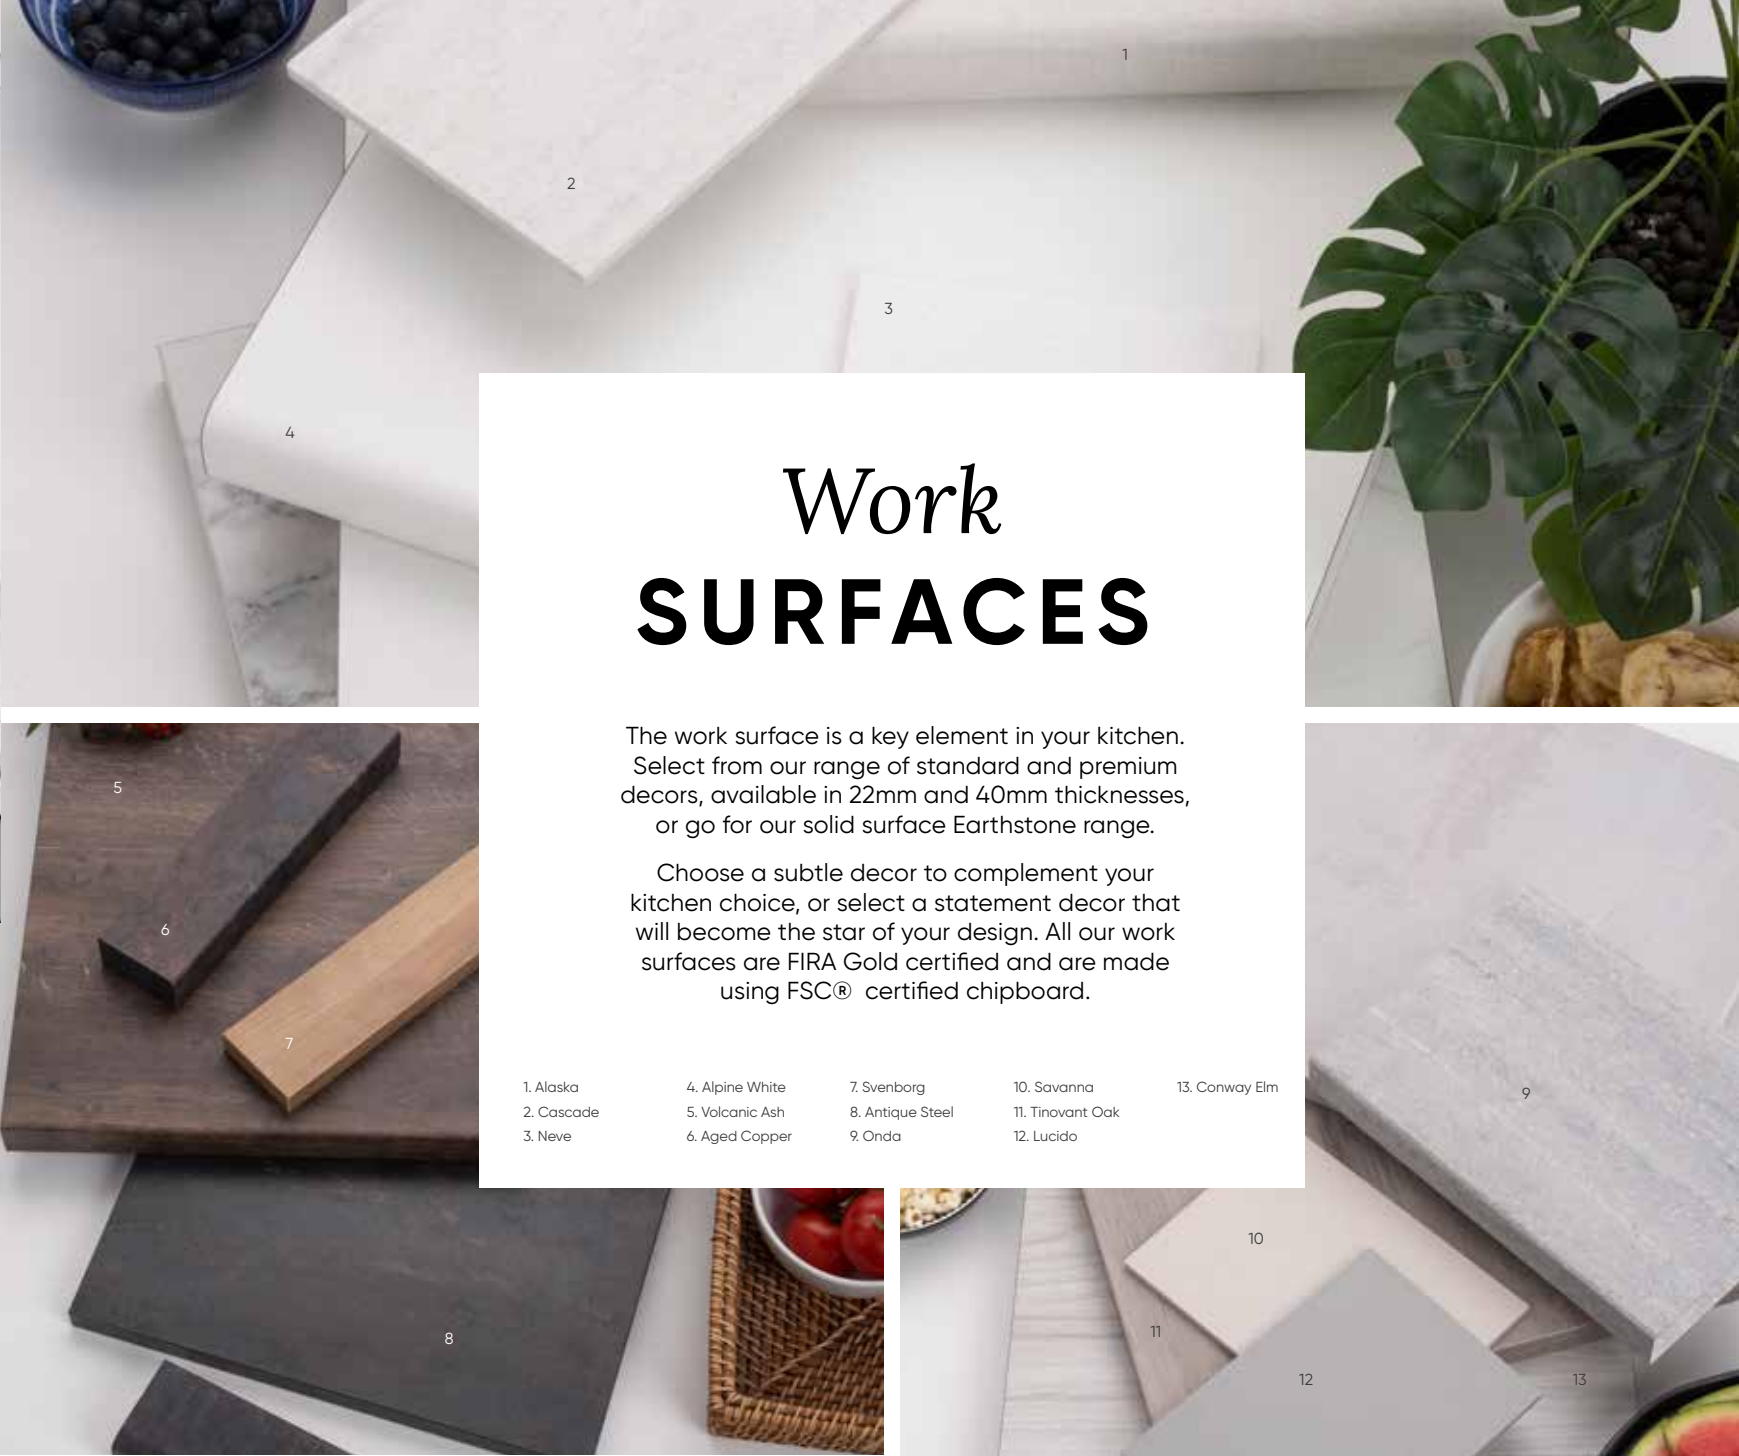 1
2
3
4
Work
SURFACES
The work surface is a key element in your kitchen.
Select from our range of standard and premium
decors, available in 22mm and 40mm thicknesses,
or go for our solid surface Earthstone range.
Choose a subtle decor to complement your
kitchen choice, or select a statement decor that
will become the star of your design. All our work
surfaces are FIRA Gold certified and are made
using FSC®  certified chipboard.
1. Alaska
2. Cascade
3. Neve
4. Alpine White
5. Volcanic Ash
6. Aged Copper
7. Svenborg
8. Antique Steel
9. Onda
10. Savanna
11. Tinovant Oak
12. Lucido
13. Conway Elm
5
6
7
8
9
10
11
12
13